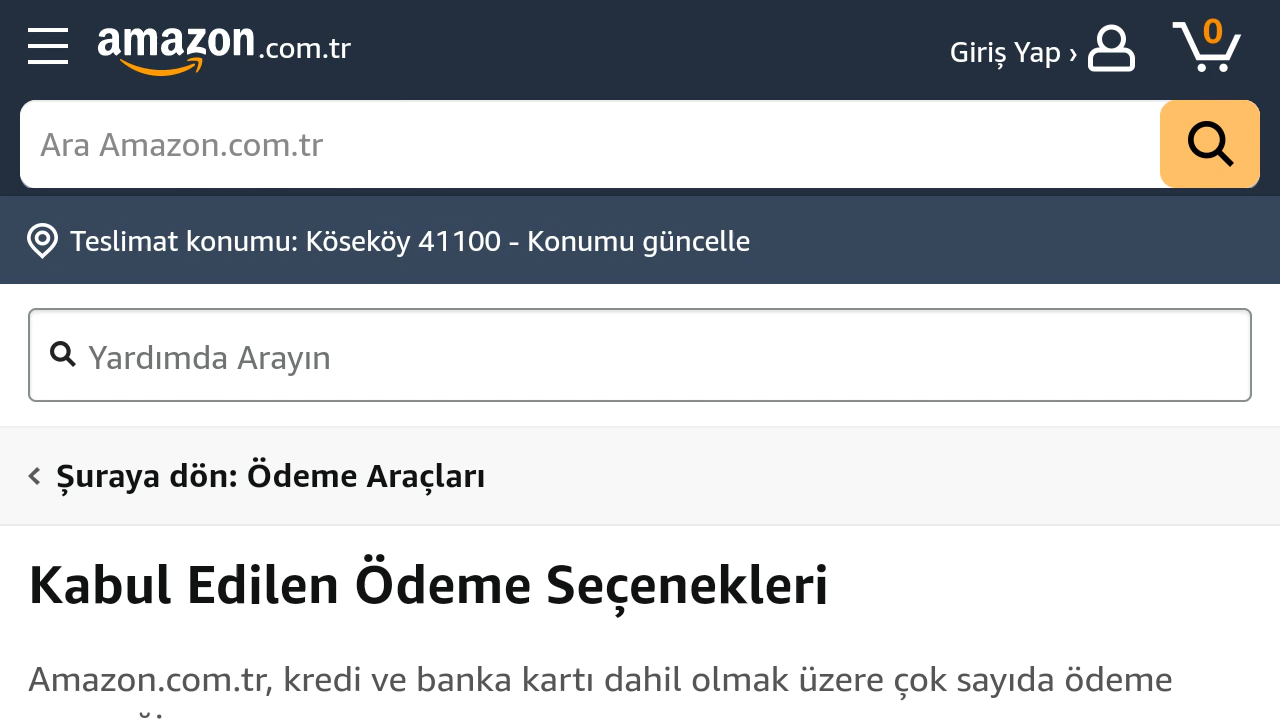 amazon.com.tr
Giriş Yap ›
0
Ara Amazon.com.tr
Teslimat konumu: Köseköy 41100 - Konumu güncelle
Yardımda Arayın
Şuraya dön: Ödeme Araçları
Kabul Edilen Ödeme Seçenekleri
Amazon.com.tr, kredi ve banka kartı dahil olmak üzere çok sayıda ödeme